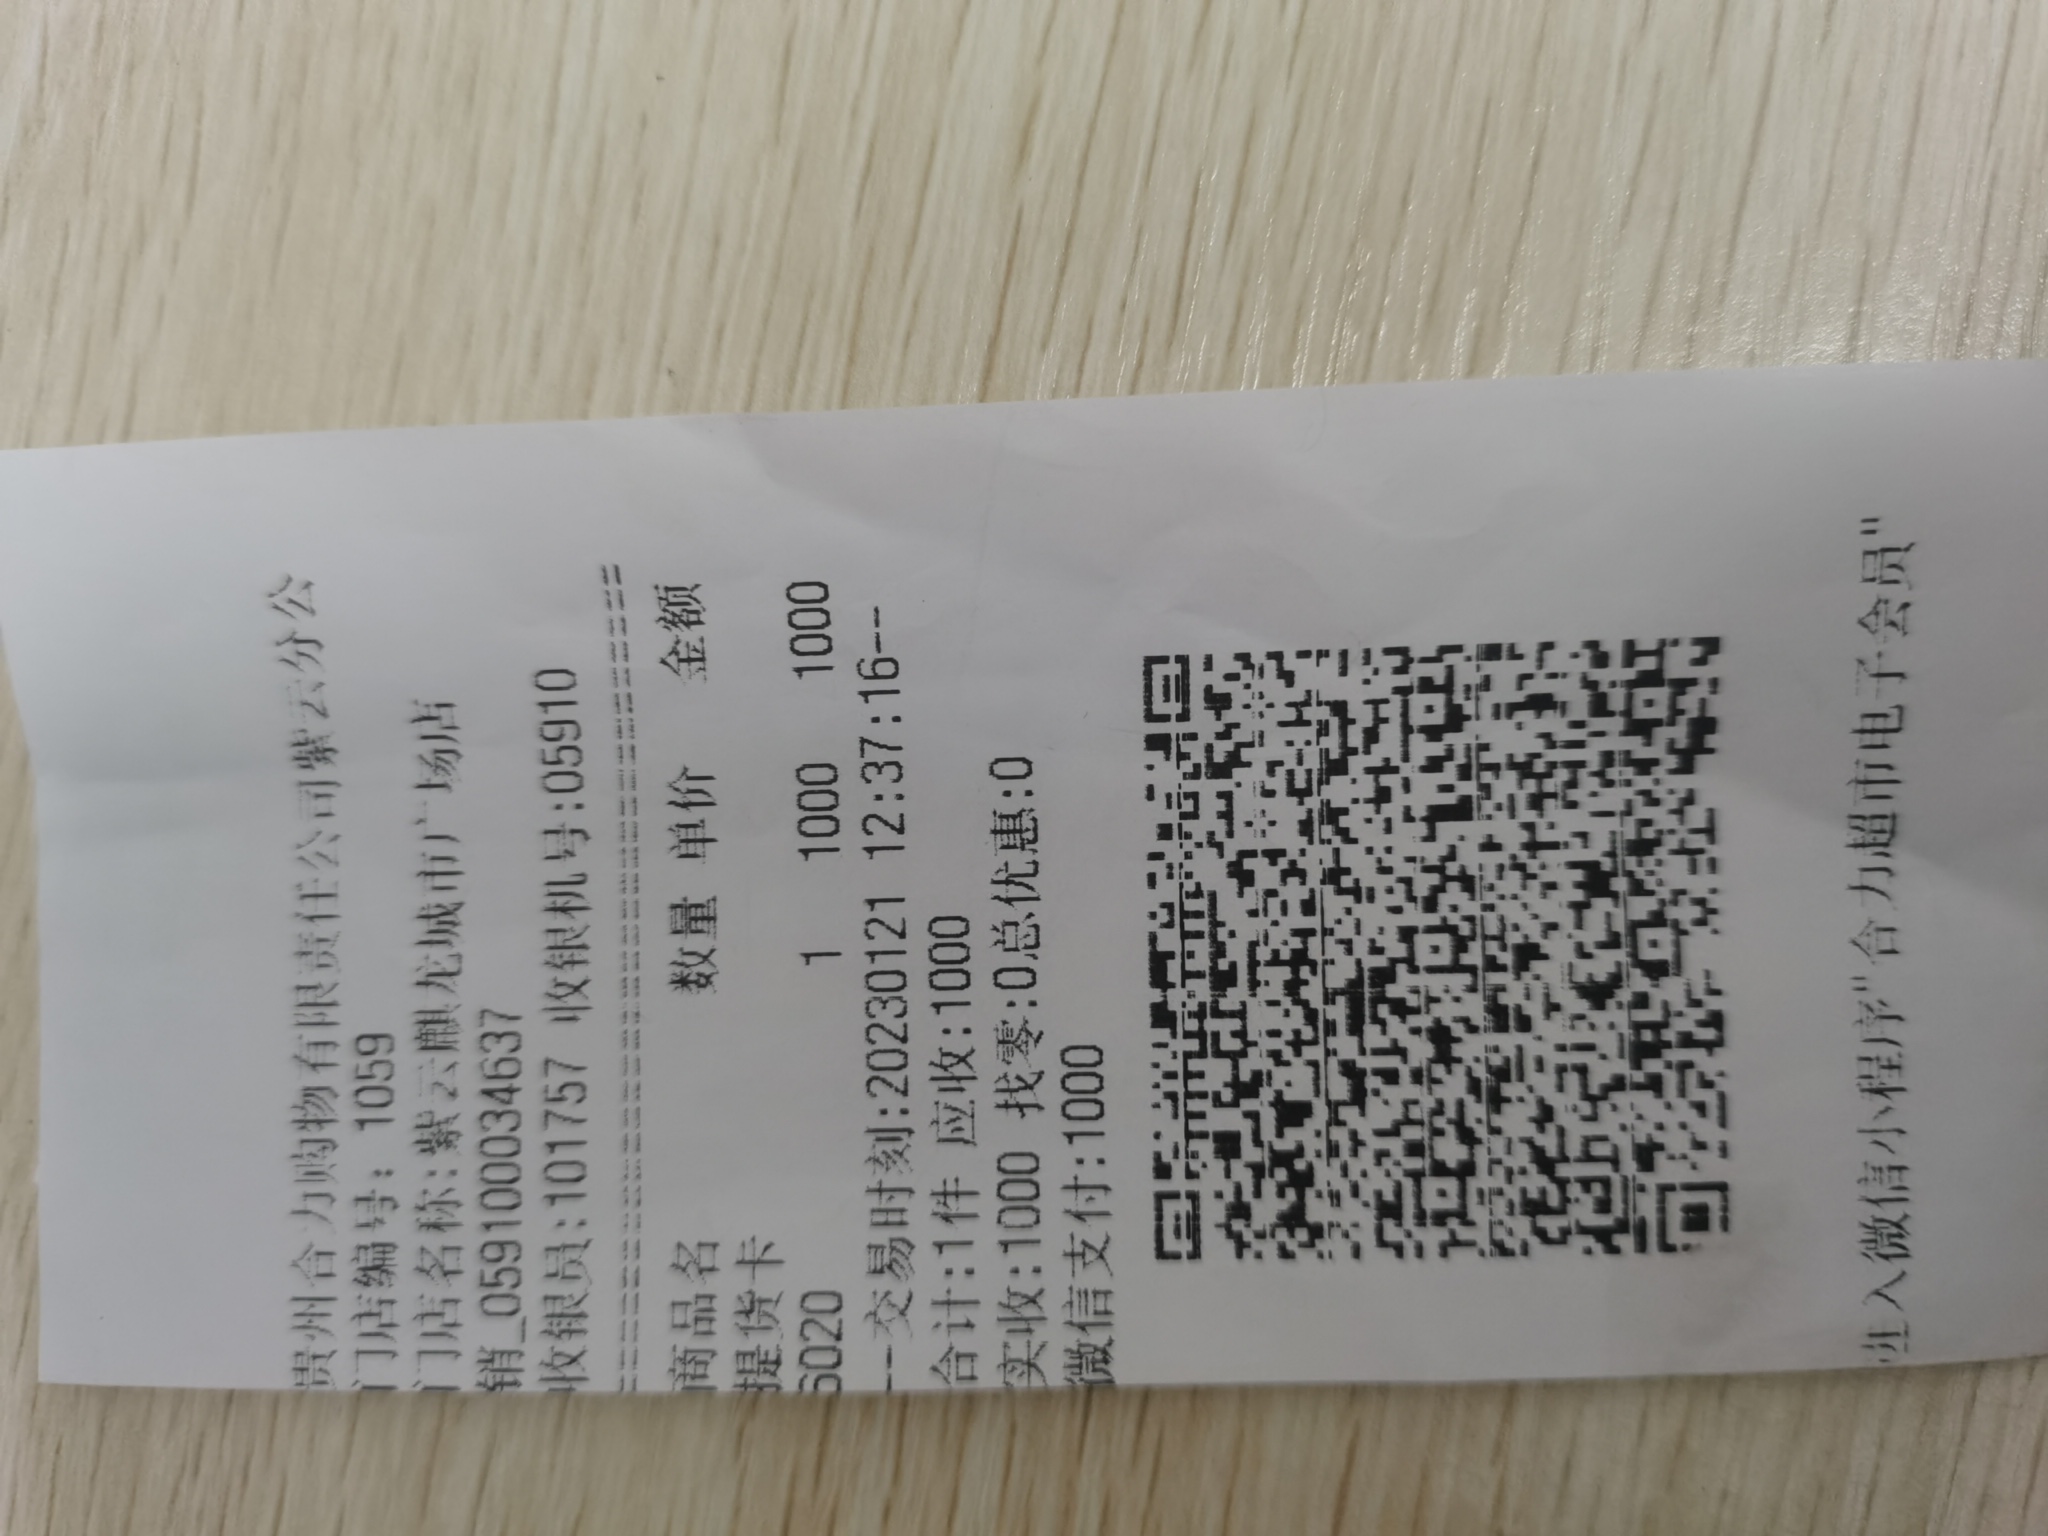 贵州合力购物有限责任公司紫云分公
门店编号: 1059
门店名称:紫云麒龙城市广场店
销_0591000034637
收银员:101757 收银机号:05910
商品名 数量 单价 金额
提货卡
6020 1 1000 1000
---交易时刻:20230121 12:37:16---
合计:1件 应收:1000
实收:1000 找零:0总优惠:0
微信支付:1000
进入微信小程序"合力超市电子会员"